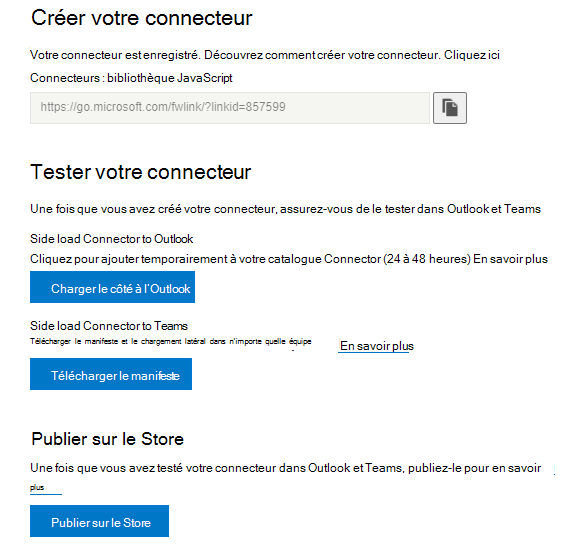 Créer votre connecteur
Votre connecteur est enregistré. Découvrez comment créer votre connecteur. Cliquez ici
Connecteurs : bibliothèque JavaScript
https://go.microsoft.com/fwlink/?linkid=857599
Tester votre connecteur
Une fois que vous avez créé votre connecteur, assurez-vous de le tester dans Outlook et Teams
Side load Connector to Outlook
Cliquez pour ajouter temporairement à votre catalogue Connector (24 à 48 heures) En savoir plus
Charger le côté à l'Outlook
Side load Connector to Teams
Télécharger le manifeste et le chargement latéral dans n'importe quelle équipe En savoir plus
Télécharger le manifeste
Publier sur le Store
Une fois que vous avez testé votre connecteur dans Outlook et Teams, publiez-le pour en savoir
plus
Publier sur le Store